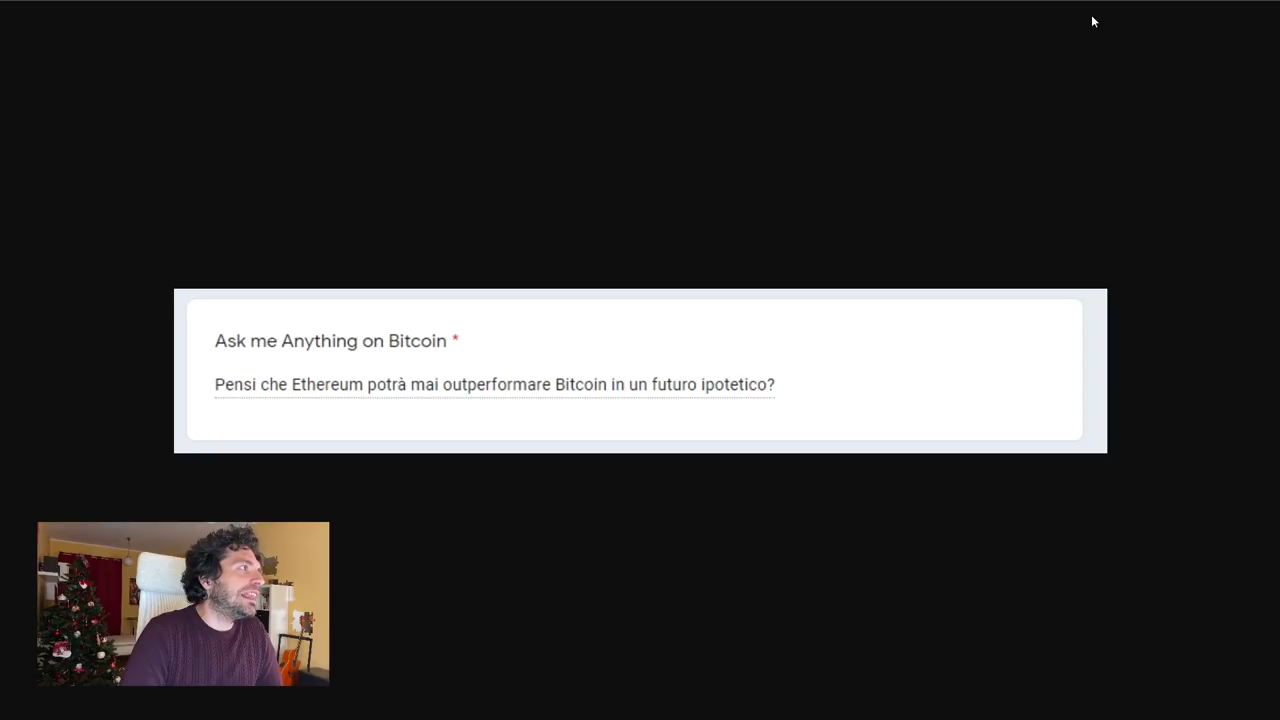 Ask me Anything on Bitcoin *
Pensi che Ethereum potrà mai outperformare Bitcoin in un futuro ipotetico?